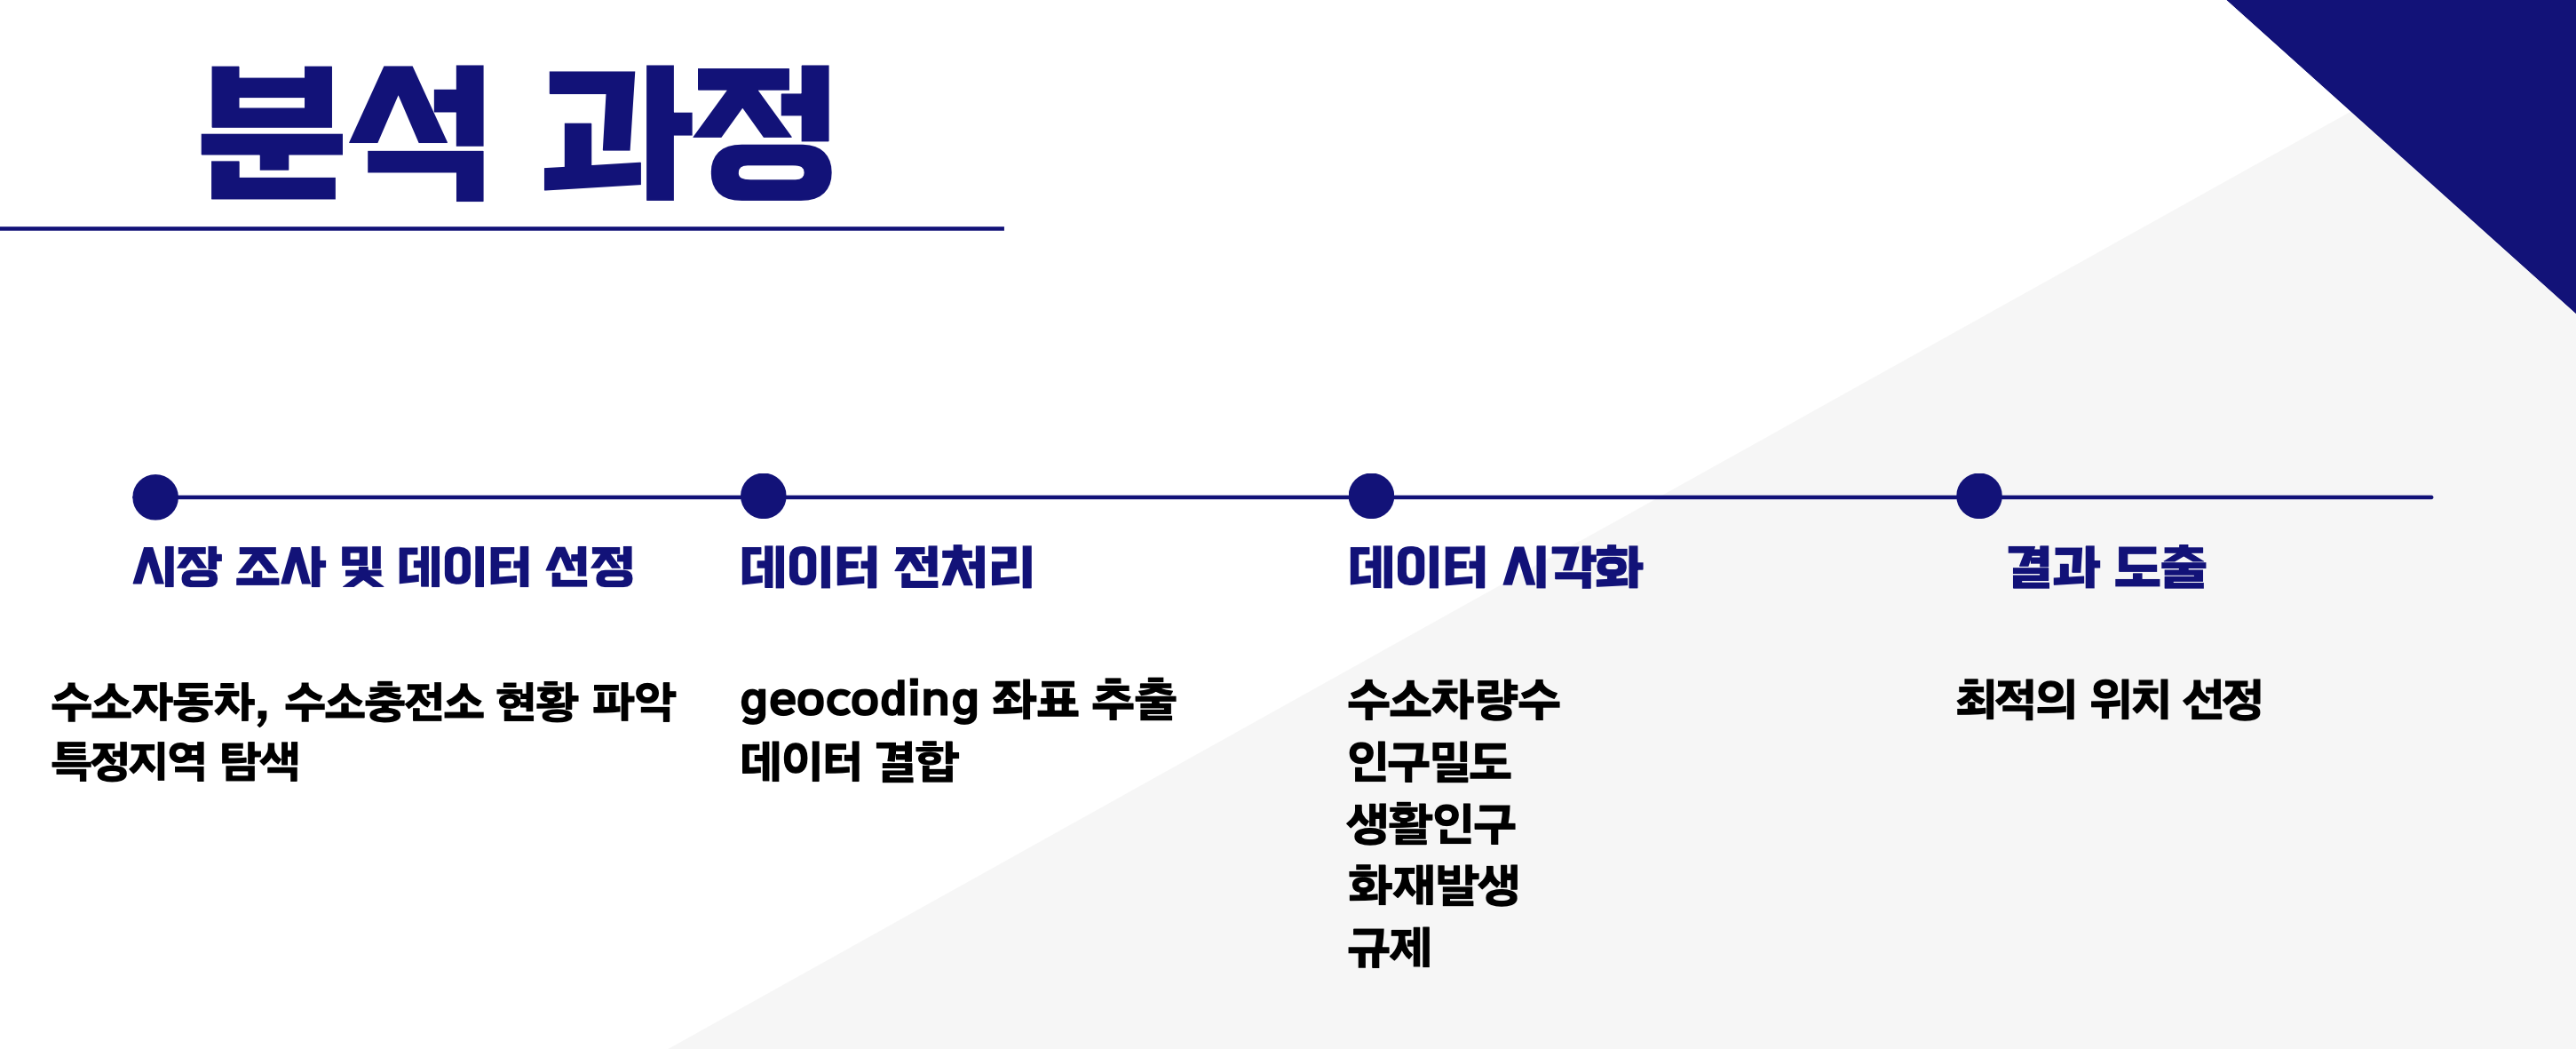 분석 과정
시장 조사 및 데이터 선정
수소자동차, 수소충전소 현황 파악
특정지역 탐색
데이터 전처리
geocoding 좌표 추출
데이터 결합
데이터 시각화
수소차량수
인구밀도
생활인구
화재발생
규제
결과 도출
최적의 위치 선정